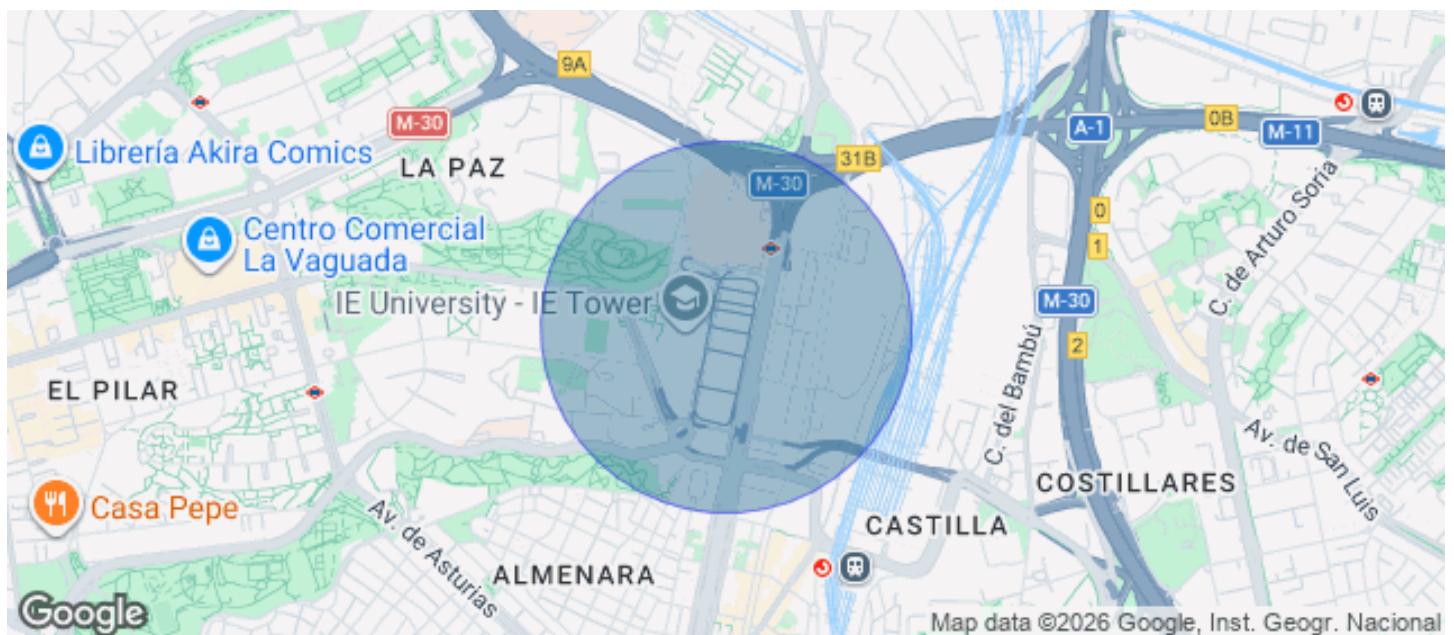 9A
M-30
0B
A-1
M-11
Librería Akira Comics
LA PAZ
31B
M-30
C. de Arturo Soria
0
Centro Comercial
La Vaguada
1
IE University - IE Tower
M-30
2
C. del Bambú
EL PILAR
Av. de San Luis
COSTILLARES
Casa Pepe
Av. de Asturias
CASTILLA
ALMENARA
Google
Map data ©2026 Google, Inst. Geogr. Nacional